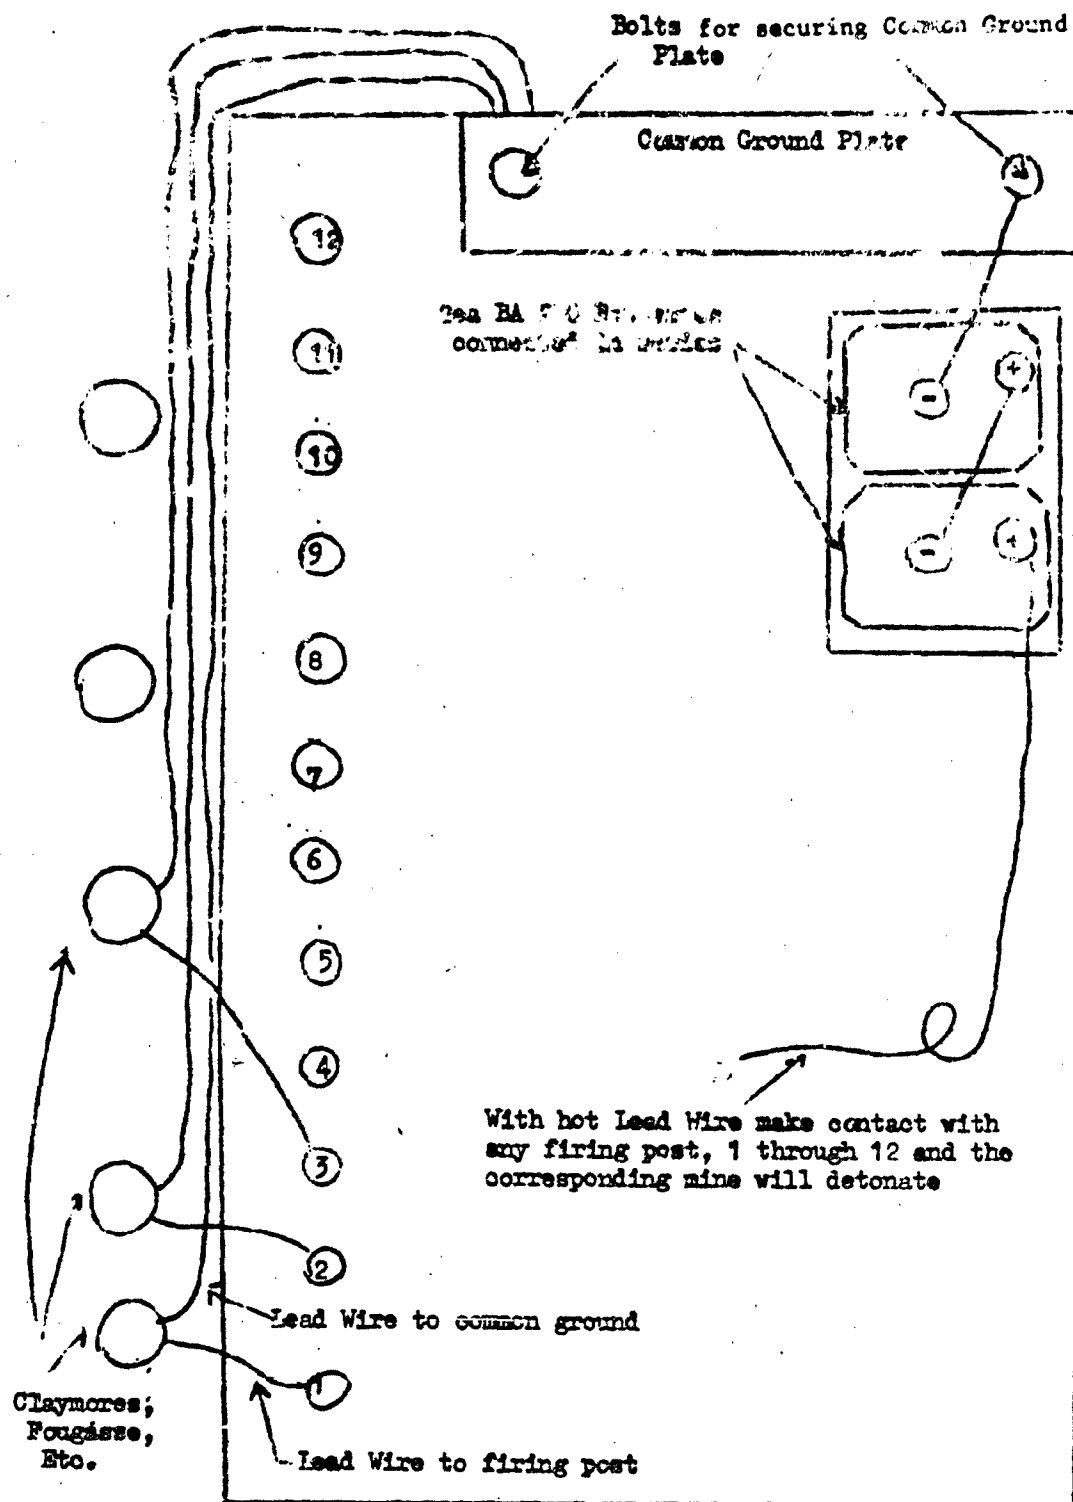 Bolts for securing Common Ground
Plate
Common Ground Plate
12
11
10
9
8
7
6
5
4
3
2
1
BA
connected in series
-
+
-
+
With hot Lead Wire make contact with
any firing post, 1 through 12 and the
corresponding mine will detonate
Lead Wire to common ground
Claymores;
Fougasse,
Etc.
Lead Wire to firing post